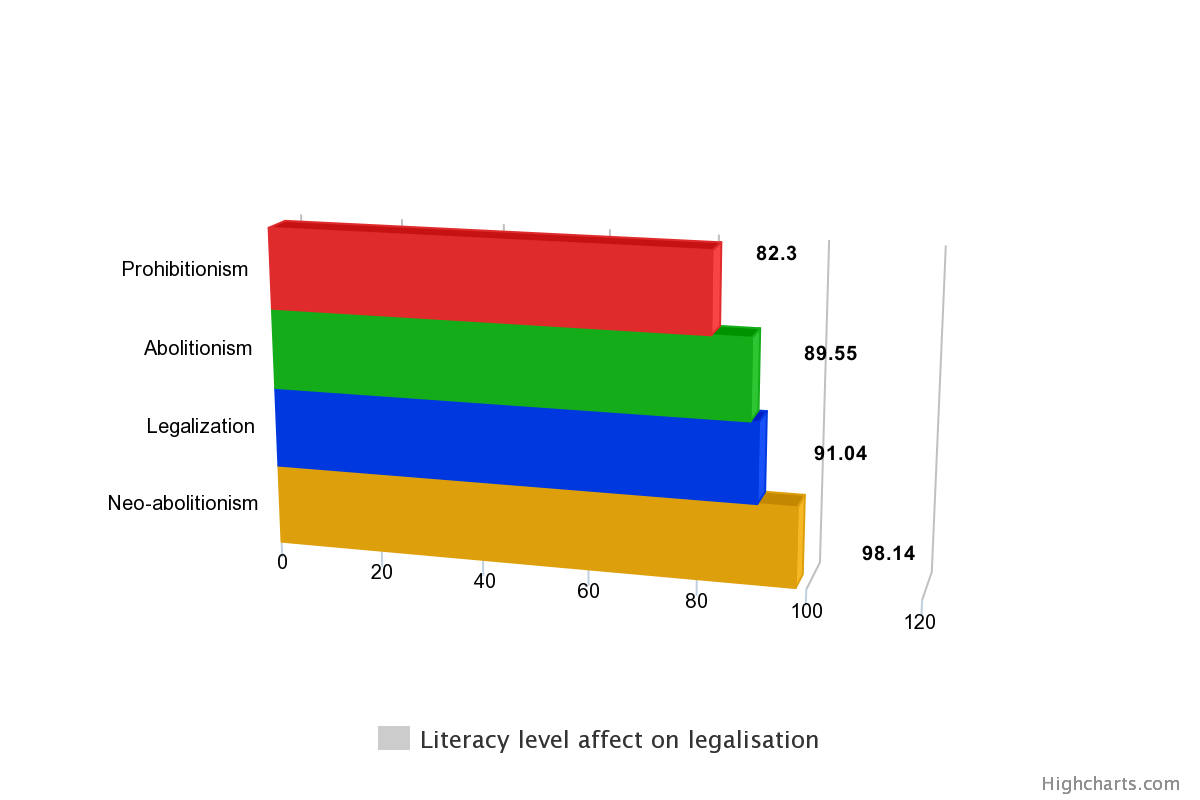 Prohibitionism
82.3
Abolitionism
89.55
Legalization
91.04
Neo-abolitionism
98.14
0 20 40 60 80 100 120
Literacy level affect on legalisation
Highcharts.com